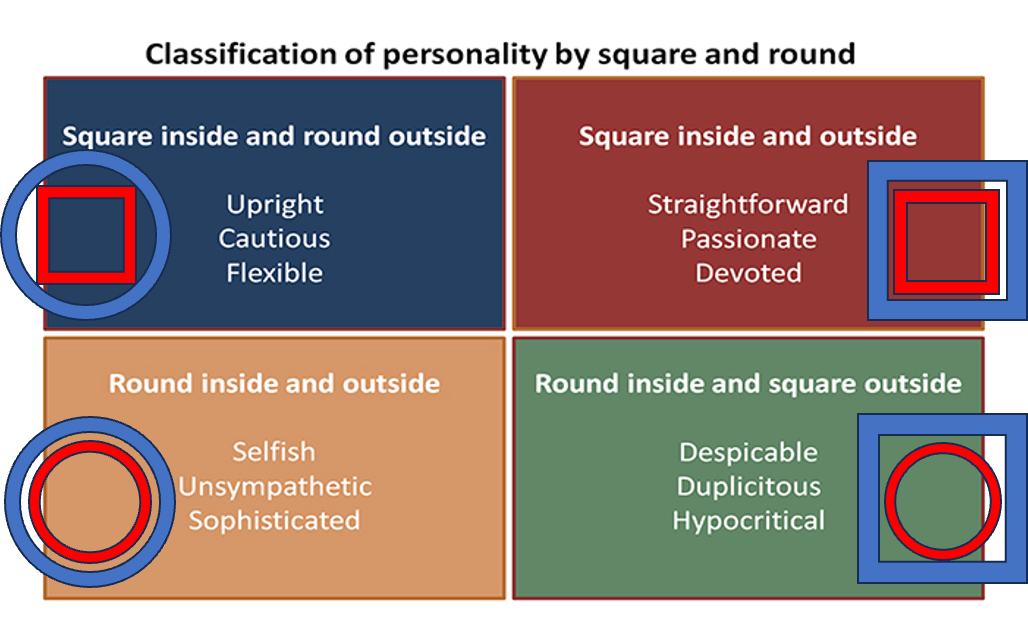 Classification of personality by square and round
Square inside and round outside
Upright
Cautious
Flexible
Square inside and outside
Straightforward
Passionate
Devoted
Round inside and outside
Selfish
Unsympathetic
Sophisticated
Round inside and square outside
Despicable
Duplicitous
Hypocritical